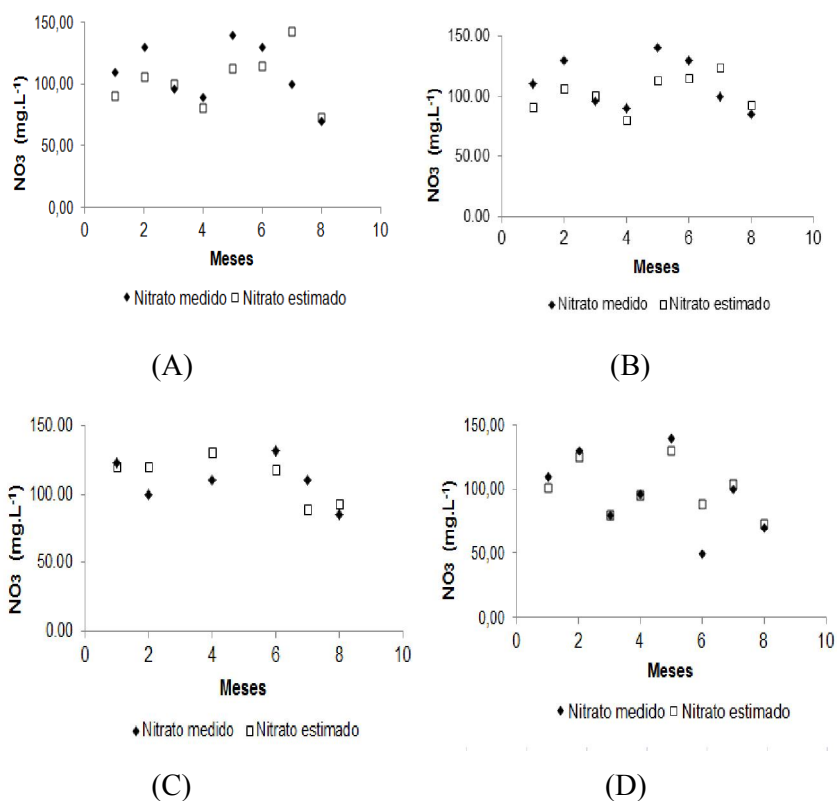 150,00
100,00
50,00
0,00
NO3 (mg.L-1)
0 2 4 6 8 10
Meses
♦ Nitrato medido □ Nitrato estimado
(A)
150.00
100.00
50.00
0.00
NO3 (mg.L-1)
0 2 4 6 8 10
Meses
♦ Nitrato medido □ Nitrato estimado
(B)
150.00
100.00
50.00
0.00
NO3 (mg.L-1)
0 2 4 6 8 10
Meses
♦ Nitrato medido □ Nitrato estimado
(C)
150,00
100,00
50,00
0,00
NO3 (mg.L-1)
0 2 4 6 8 10
Meses
♦ Nitrato medido □ Nitrato estimado
(D)